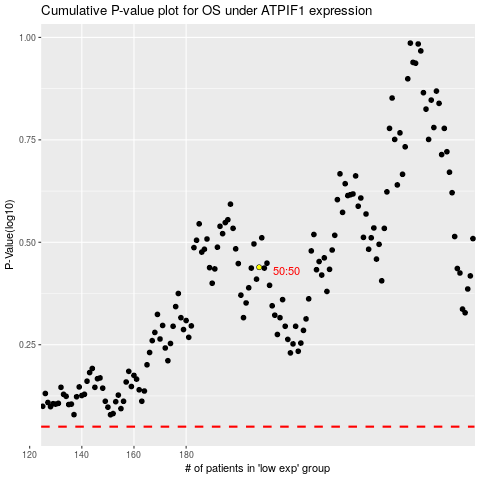 Cumulative P-value plot for OS under ATPIF1 expression
P-Value(log10)
1.00
0.75
0.50
0.25
50:50
120 140 160 180
# of patients in 'low exp' group